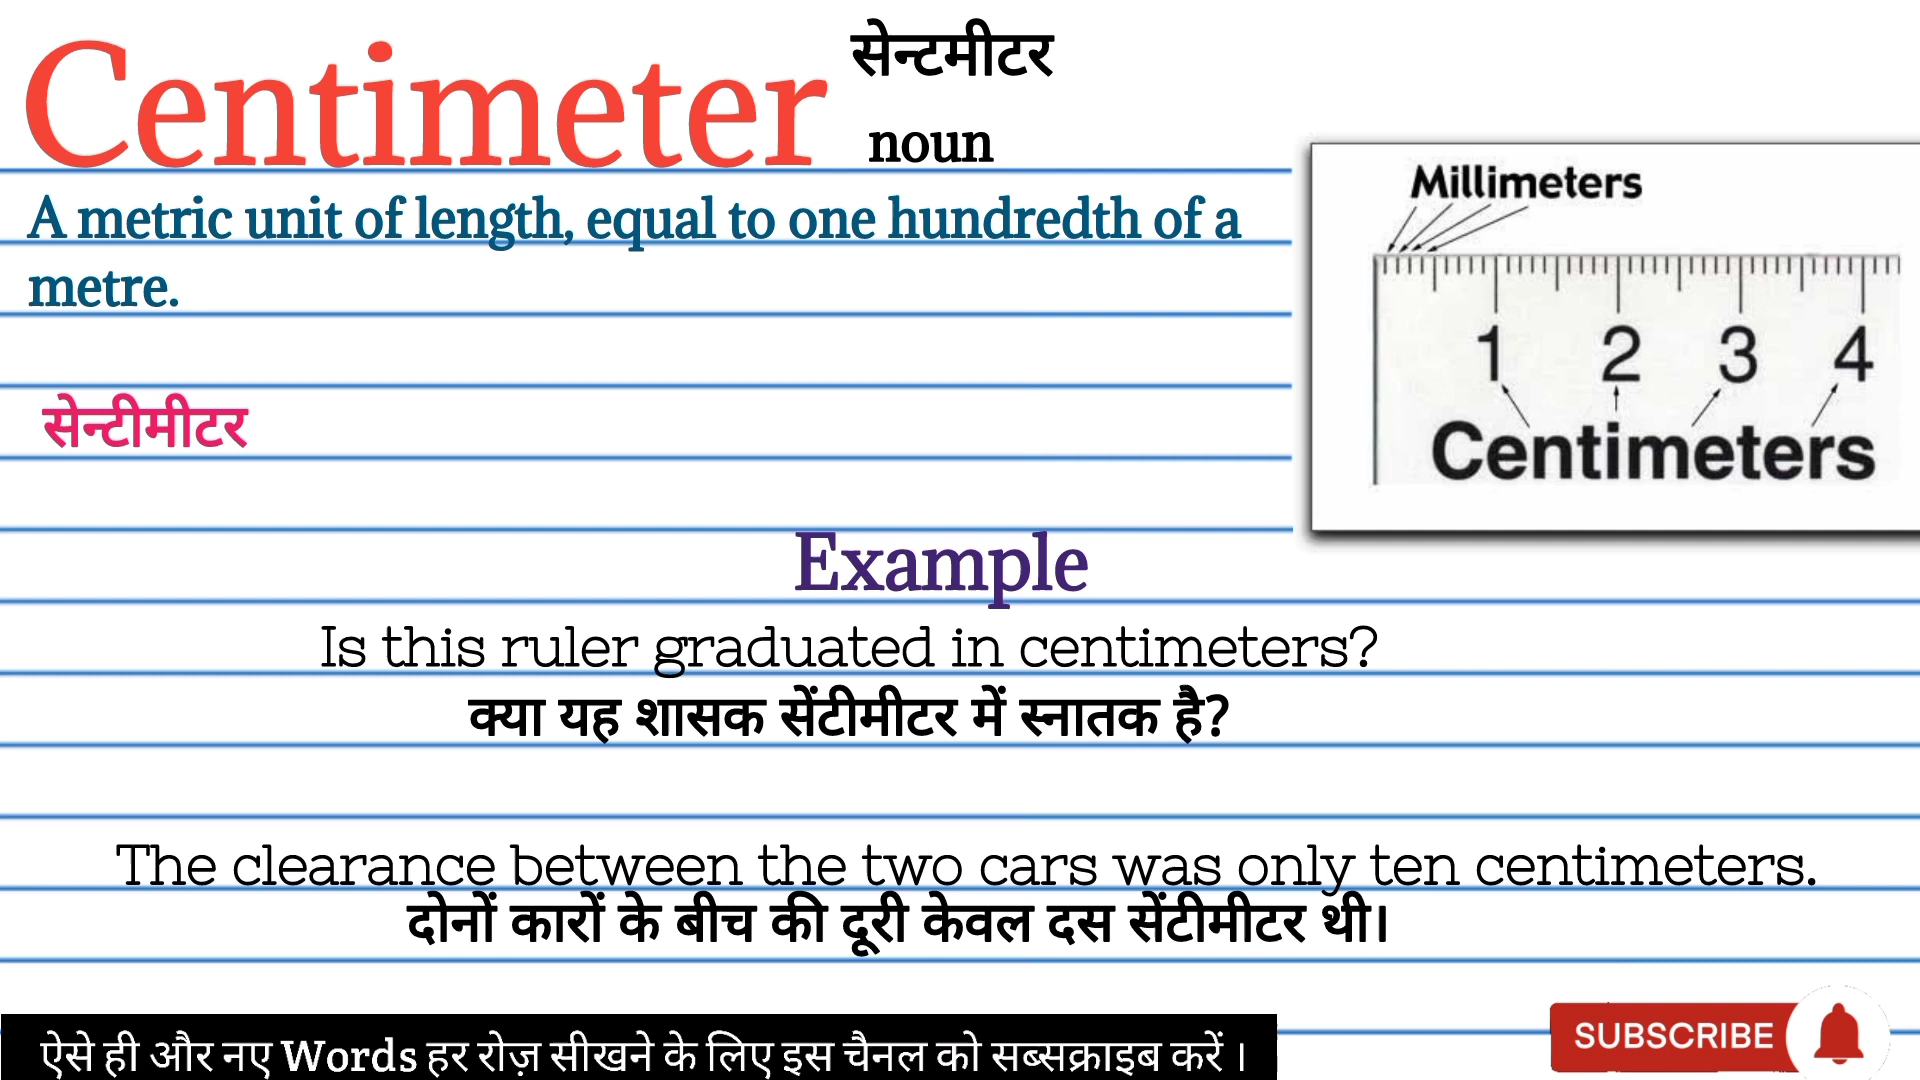 Centimeter
सेन्टमीटर
noun
A metric unit of length, equal to one hundredth of a
metre.
सेन्टीमीटर
Millimeters
1 2 3 4
Centimeters
Example
Is this ruler graduated in centimeters?
क्या यह शासक सेंटीमीटर में स्नातक है?
The clearance between the two cars was only ten centimeters.
दोनों कारों के बीच की दूरी केवल दस सेंटीमीटर थी।
ऐसे ही और नए Words हर रोज़ सीखने के लिए इस चैनल को सब्सक्राइब करें ।
SUBSCRIBE